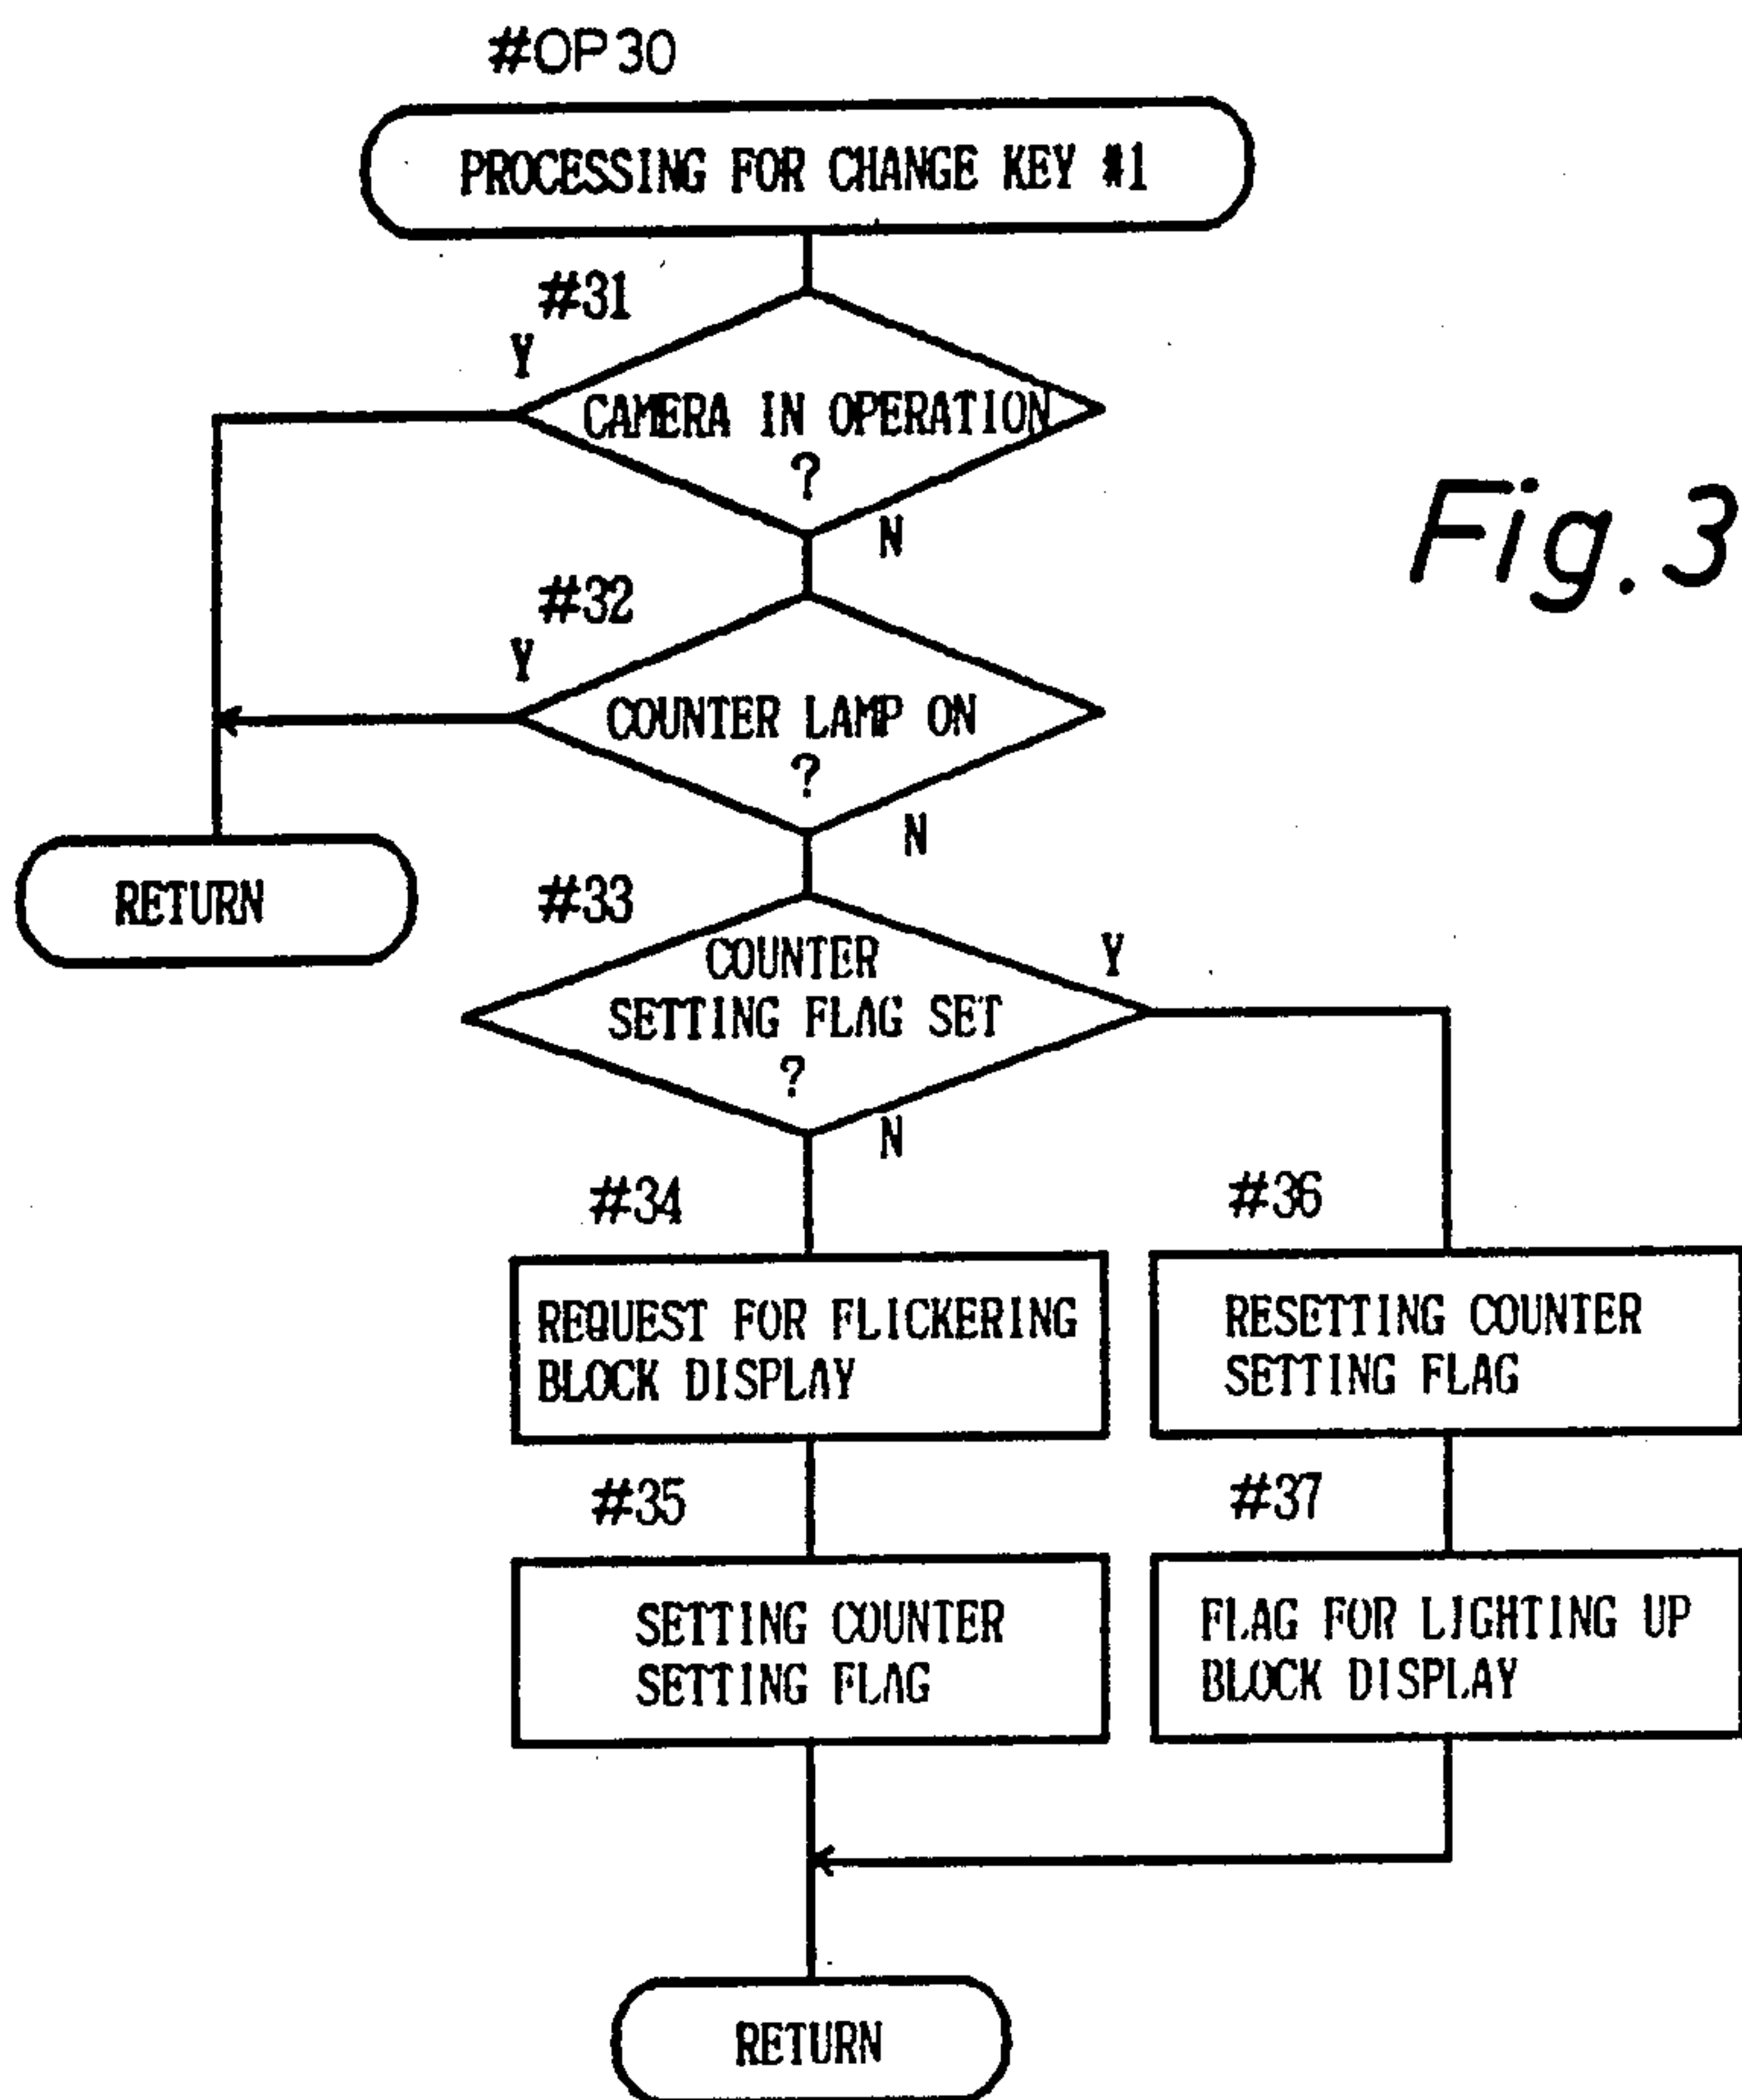 #OP30
PROCESSING FOR CHANGE KEY #1
#31
Y
CAMERA IN OPERATION
?
N
Fig. 3
#32
Y
COUNTER LAMP ON
?
N
RETURN
#33
COUNTER
SETTING FLAG SET
?
Y
N
#34
REQUEST FOR FLICKERING
BLOCK DISPLAY
#36
RESETTING COUNTER
SETTING FLAG
#35
SETTING COUNTER
SETTING FLAG
#37
FLAG FOR LIGHTING UP
BLOCK DISPLAY
RETURN